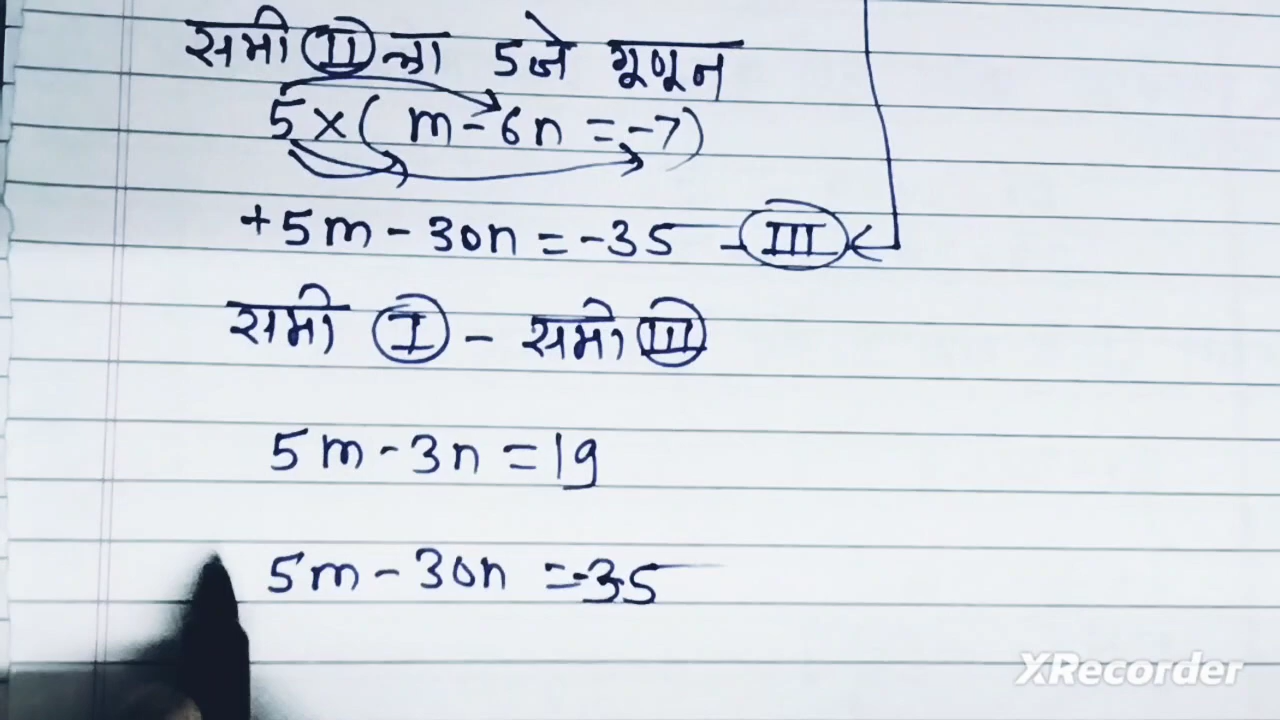 समी II ला 5 ने गूणून
5 × ( m - 6n = -7)
+5m - 30n = -35 - III
समी I - समी III
5m - 3n = 19
5m - 30n = -35
XRecorder